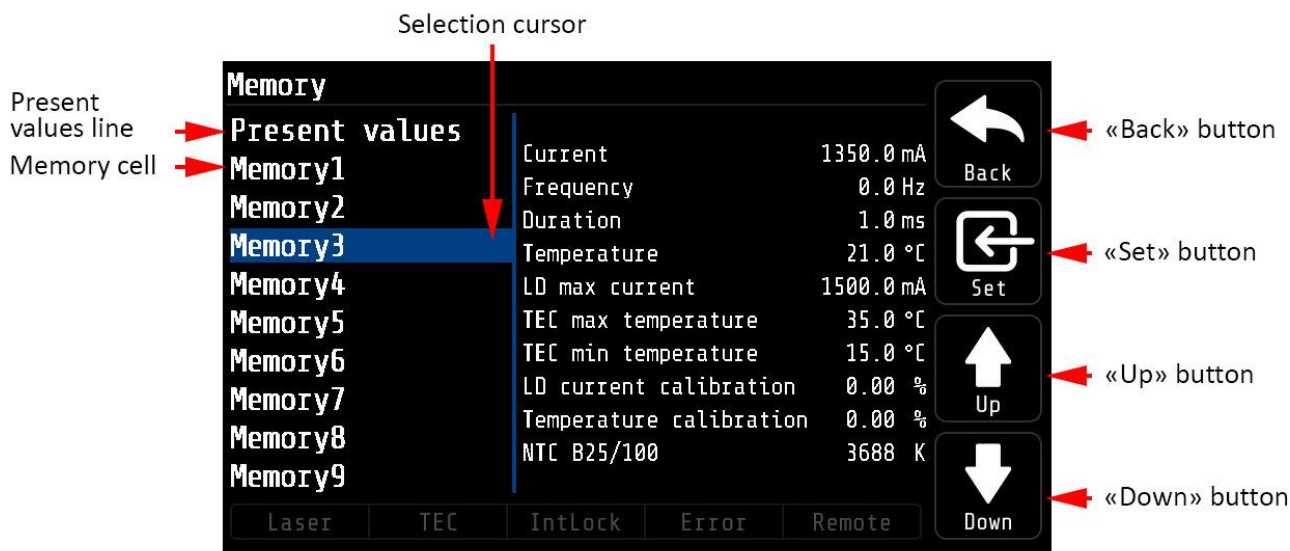 Selection cursor
Present
values line
Memory cell
Memory
Present values
Memory1
Memory2
Memory3
Memory4
Memory5
Memory6
Memory7
Memory8
Memory9
Current 1350.0 mA
Frequency 0.0 Hz
Duration 1.0 ms
Temperature 21.0 °C
LD max current 1500.0 mA
TEC max temperature 35.0 °C
TEC min temperature 15.0 °C
LD current calibration 0.00 %
Temperature calibration 0.00 %
NTC B25/100 3688 K
Laser TEC IntLock Error Remote
Back
Set
Up
Down
«Back» button
«Set» button
«Up» button
«Down» button